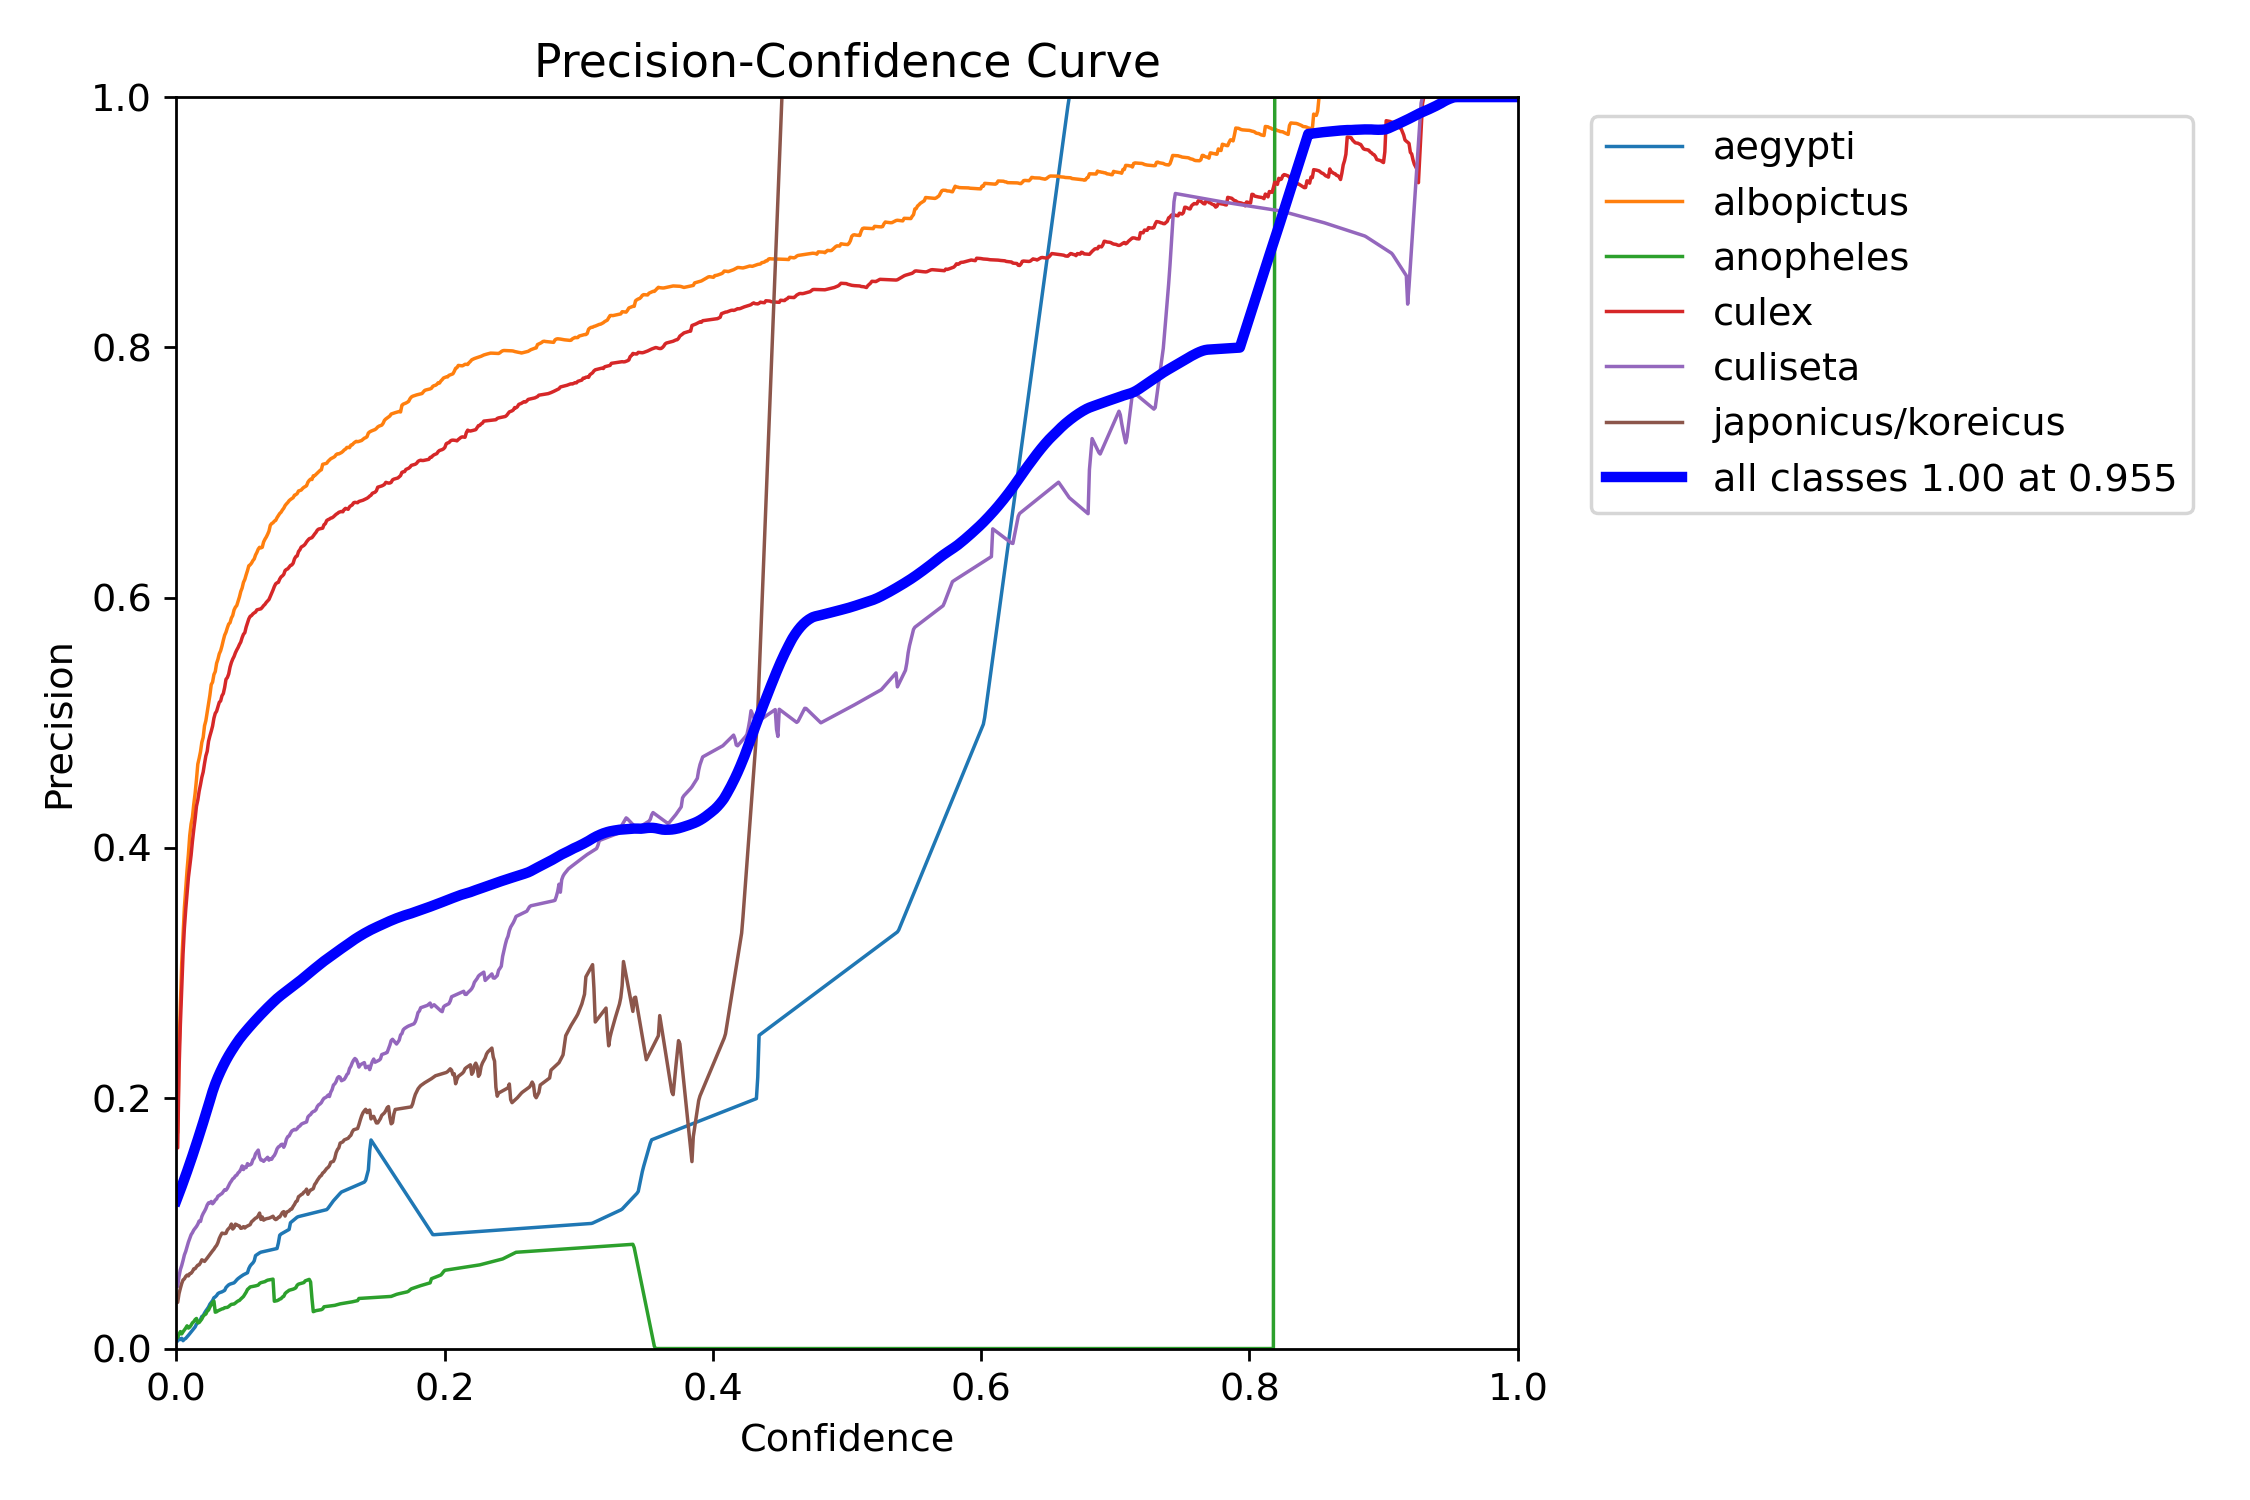 Precision-Confidence Curve
1.0
0.8
0.6
0.4
0.2
0.0
Precision
0.0 0.2 0.4 0.6 0.8 1.0
Confidence
aegypti
albopictus
anopheles
culex
culiseta
japonicus/koreicus
all classes 1.00 at 0.955